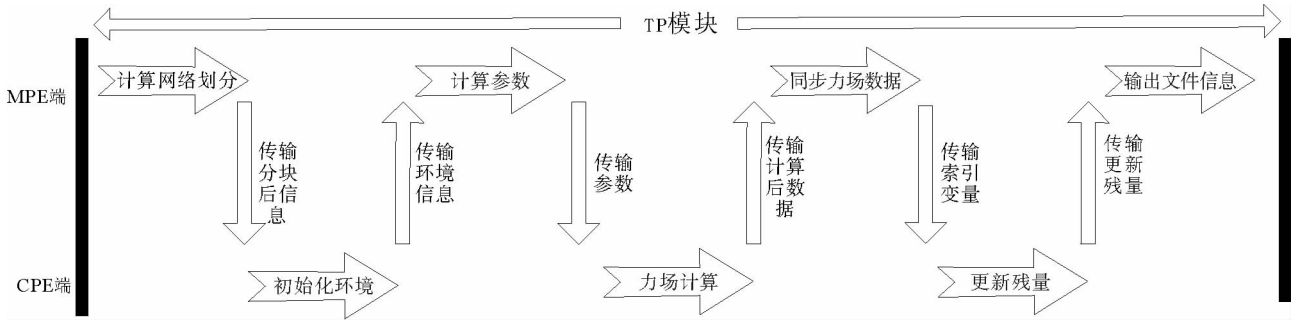 TP模块
MPE端
计算网络划分
计算参数
同步力场数据
输出文件信息
传输
分块
后信
息
传输
环境
信息
传输
参数
传输
计算
后数
据
传输
索引
变量
传输
更新
残量
CPE端
初始化环境
力场计算
更新残量